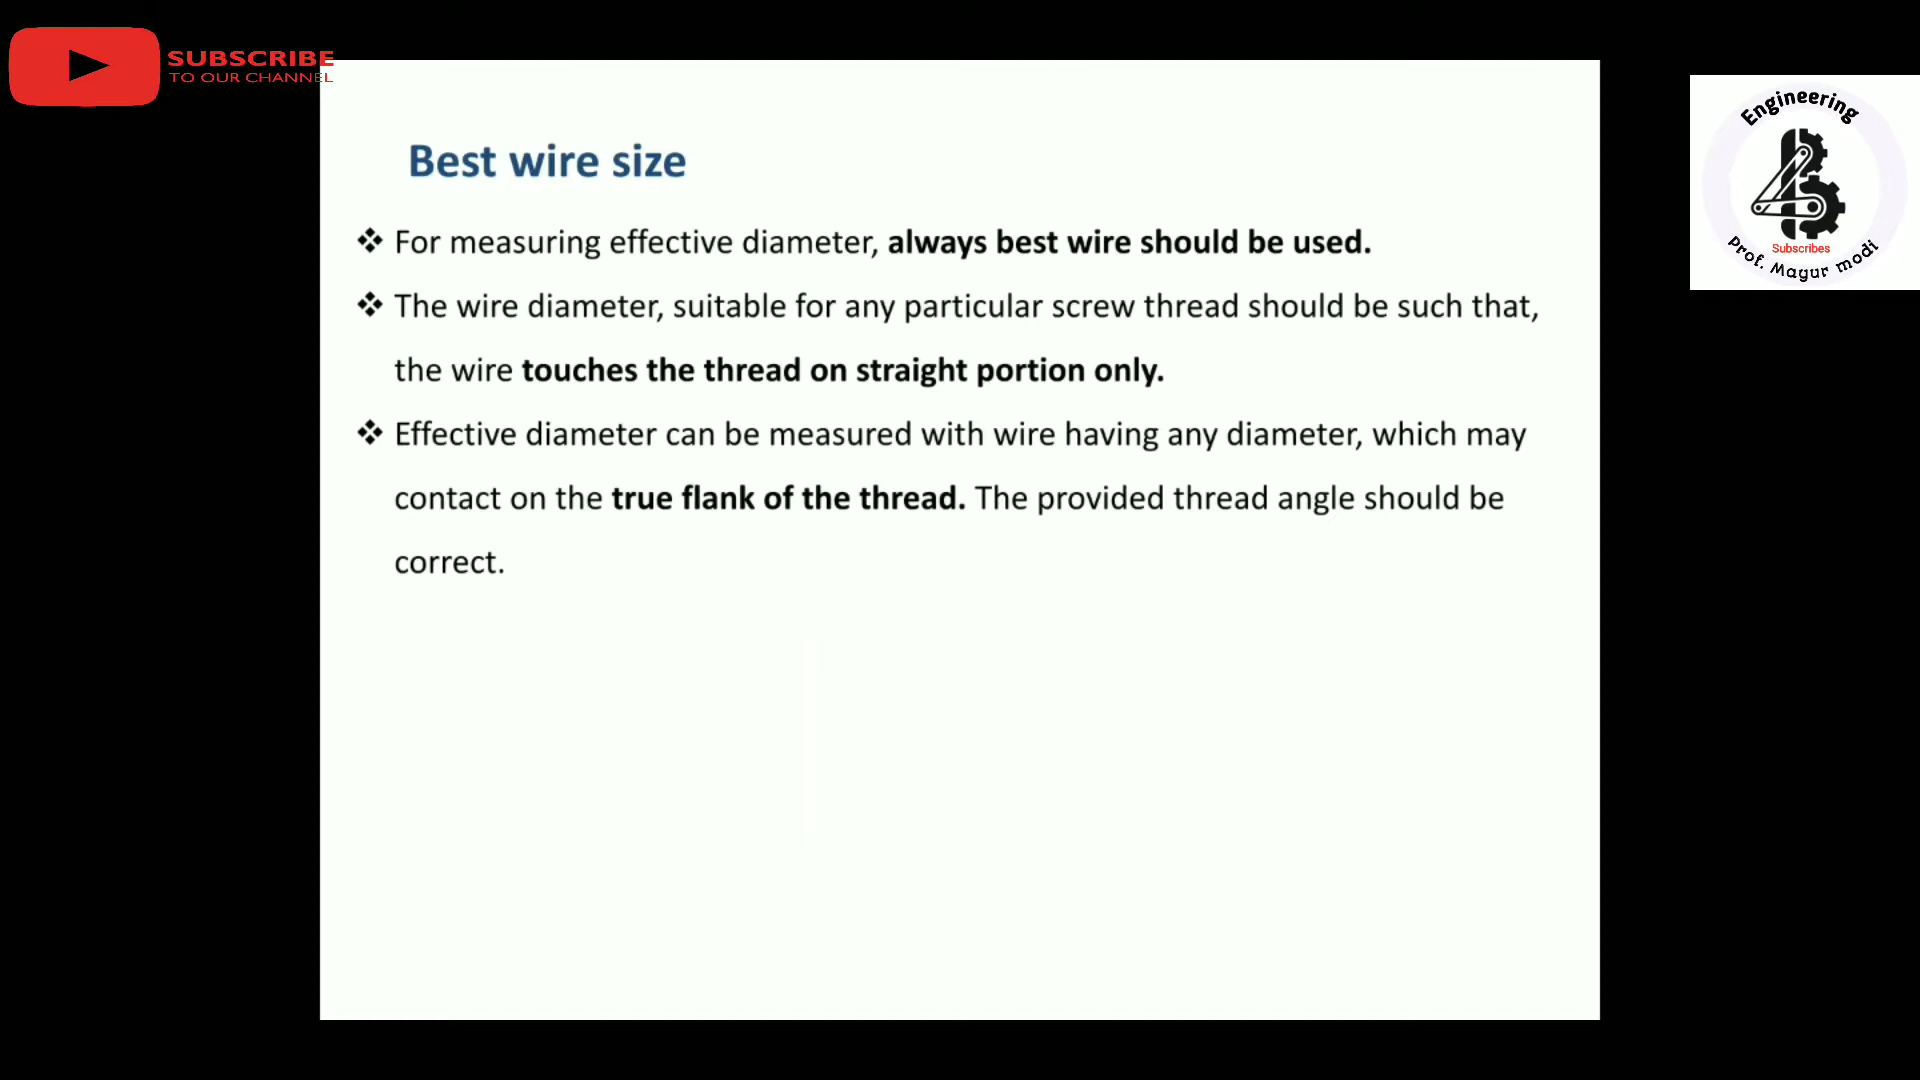 SUBSCRIBE
TO OUR CHANNEL
Engineering
Subscribes
Prof. Mayur modi
Best wire size
❖ For measuring effective diameter, always best wire should be used.
❖ The wire diameter, suitable for any particular screw thread should be such that,
the wire touches the thread on straight portion only.
❖ Effective diameter can be measured with wire having any diameter, which may
contact on the true flank of the thread. The provided thread angle should be
correct.